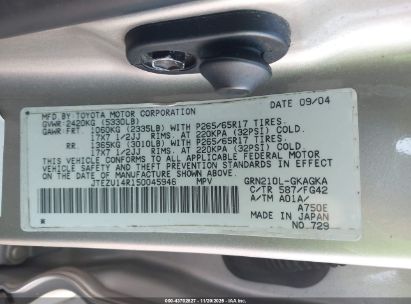 MFD. BY:TOYOTA MOTOR CORPORATION DATE 09/04
GVWR:2420KG (5330LB)
GAWR FRT. 1060KG (2335LB) WITH P265/65R17 TIRES.
17X7 1/2JJ RIMS. AT 220KPA (32PSI) COLD.
RR. 1365KG (3010LB) WITH P265/65R17 TIRES.
17X7 1/2JJ RIMS. AT 220KPA (32PSI) COLD.
THIS VEHICLE CONFORMS TO ALL APPLICABLE FEDERAL MOTOR
VEHICLE SAFETY AND BUMPER STANDARDS IN
EFFECT ON THE DATE OF MANUFACTURE SHOWN ABOVE.
JTEZU14R150045946 MPV GRN210L-GKAGKA
C/TR 587/FG42
A/TM A01A/
A750E
MADE IN JAPAN
NO.729